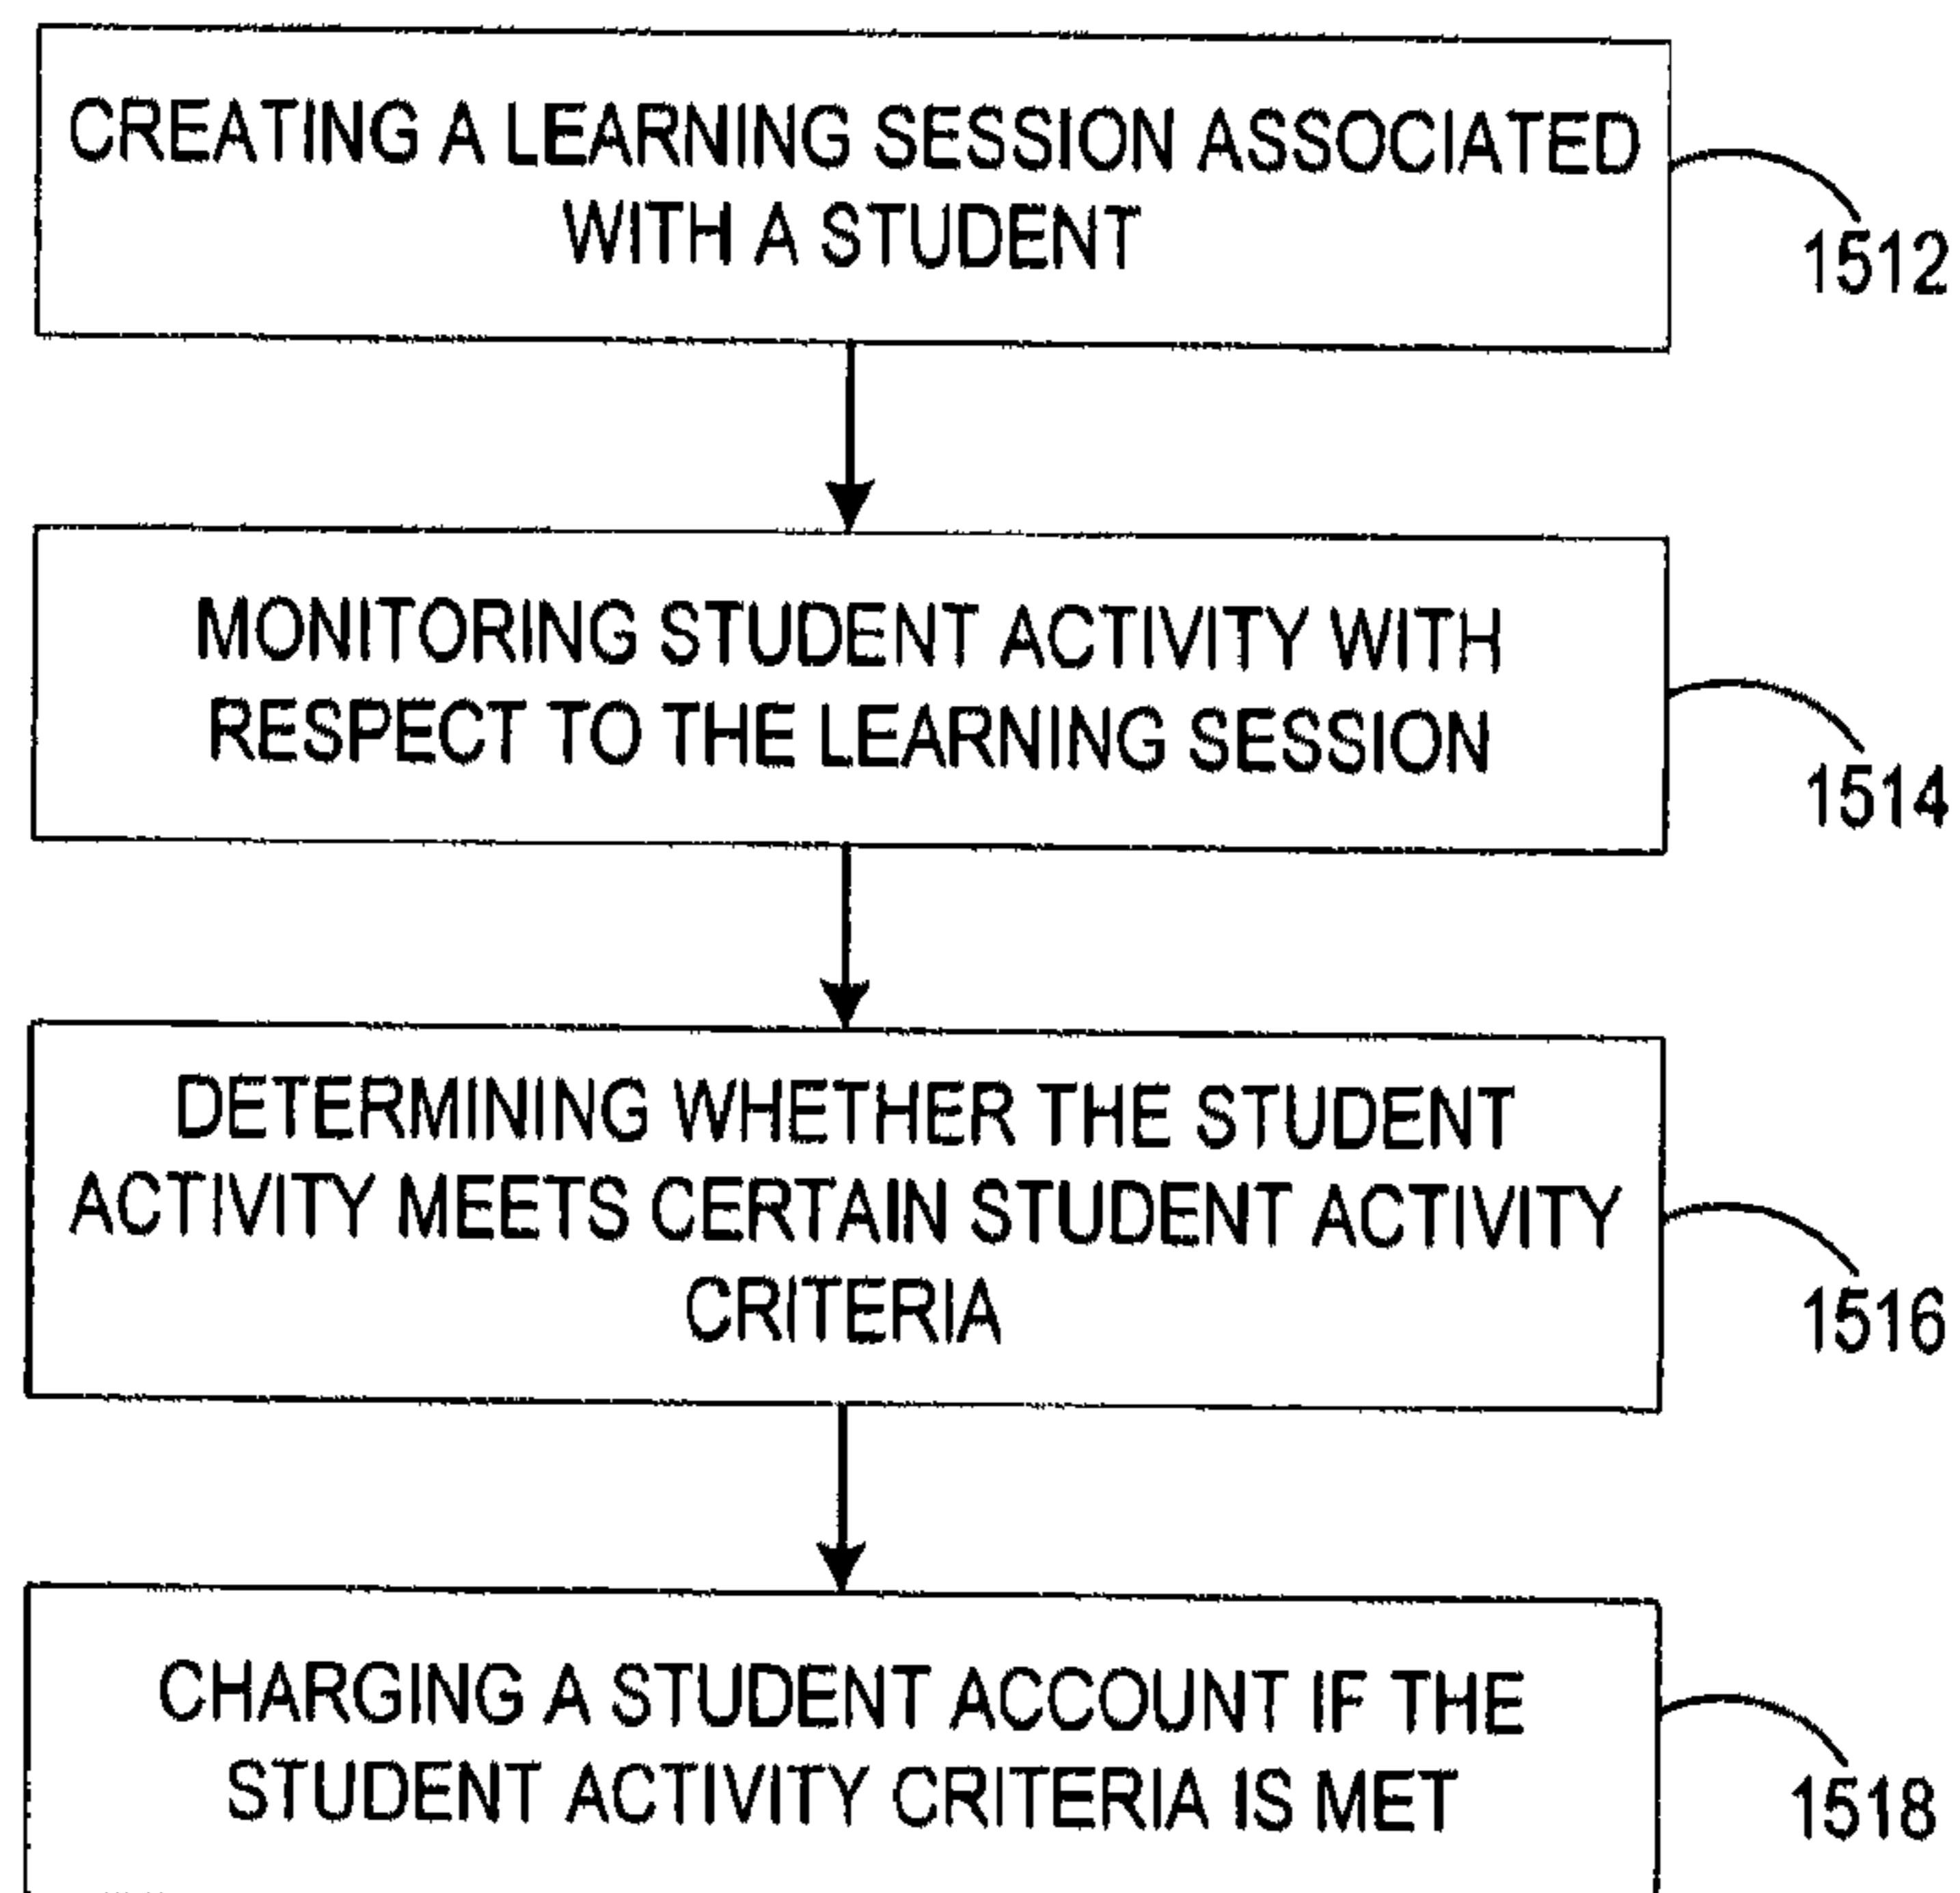 CREATING A LEARNING SESSION ASSOCIATED
WITH A STUDENT
1512
MONITORING STUDENT ACTIVITY WITH
RESPECT TO THE LEARNING SESSION
1514
DETERMINING WHETHER THE STUDENT
ACTIVITY MEETS CERTAIN STUDENT ACTIVITY
CRITERIA
1516
CHARGING A STUDENT ACCOUNT IF THE
STUDENT ACTIVITY CRITERIA IS MET
1518